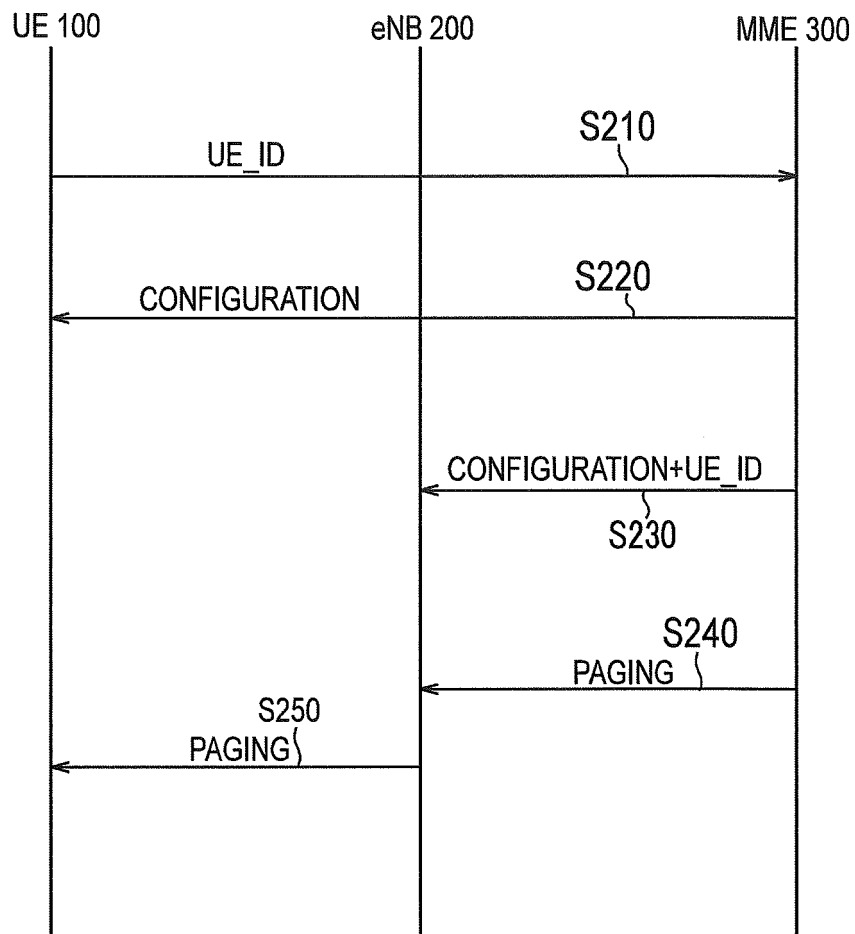 UE 100
eNB 200
MME 300
S210
UE_ID
S220
CONFIGURATION
CONFIGURATION+UE_ID
S230
S240
PAGING
S250
PAGING